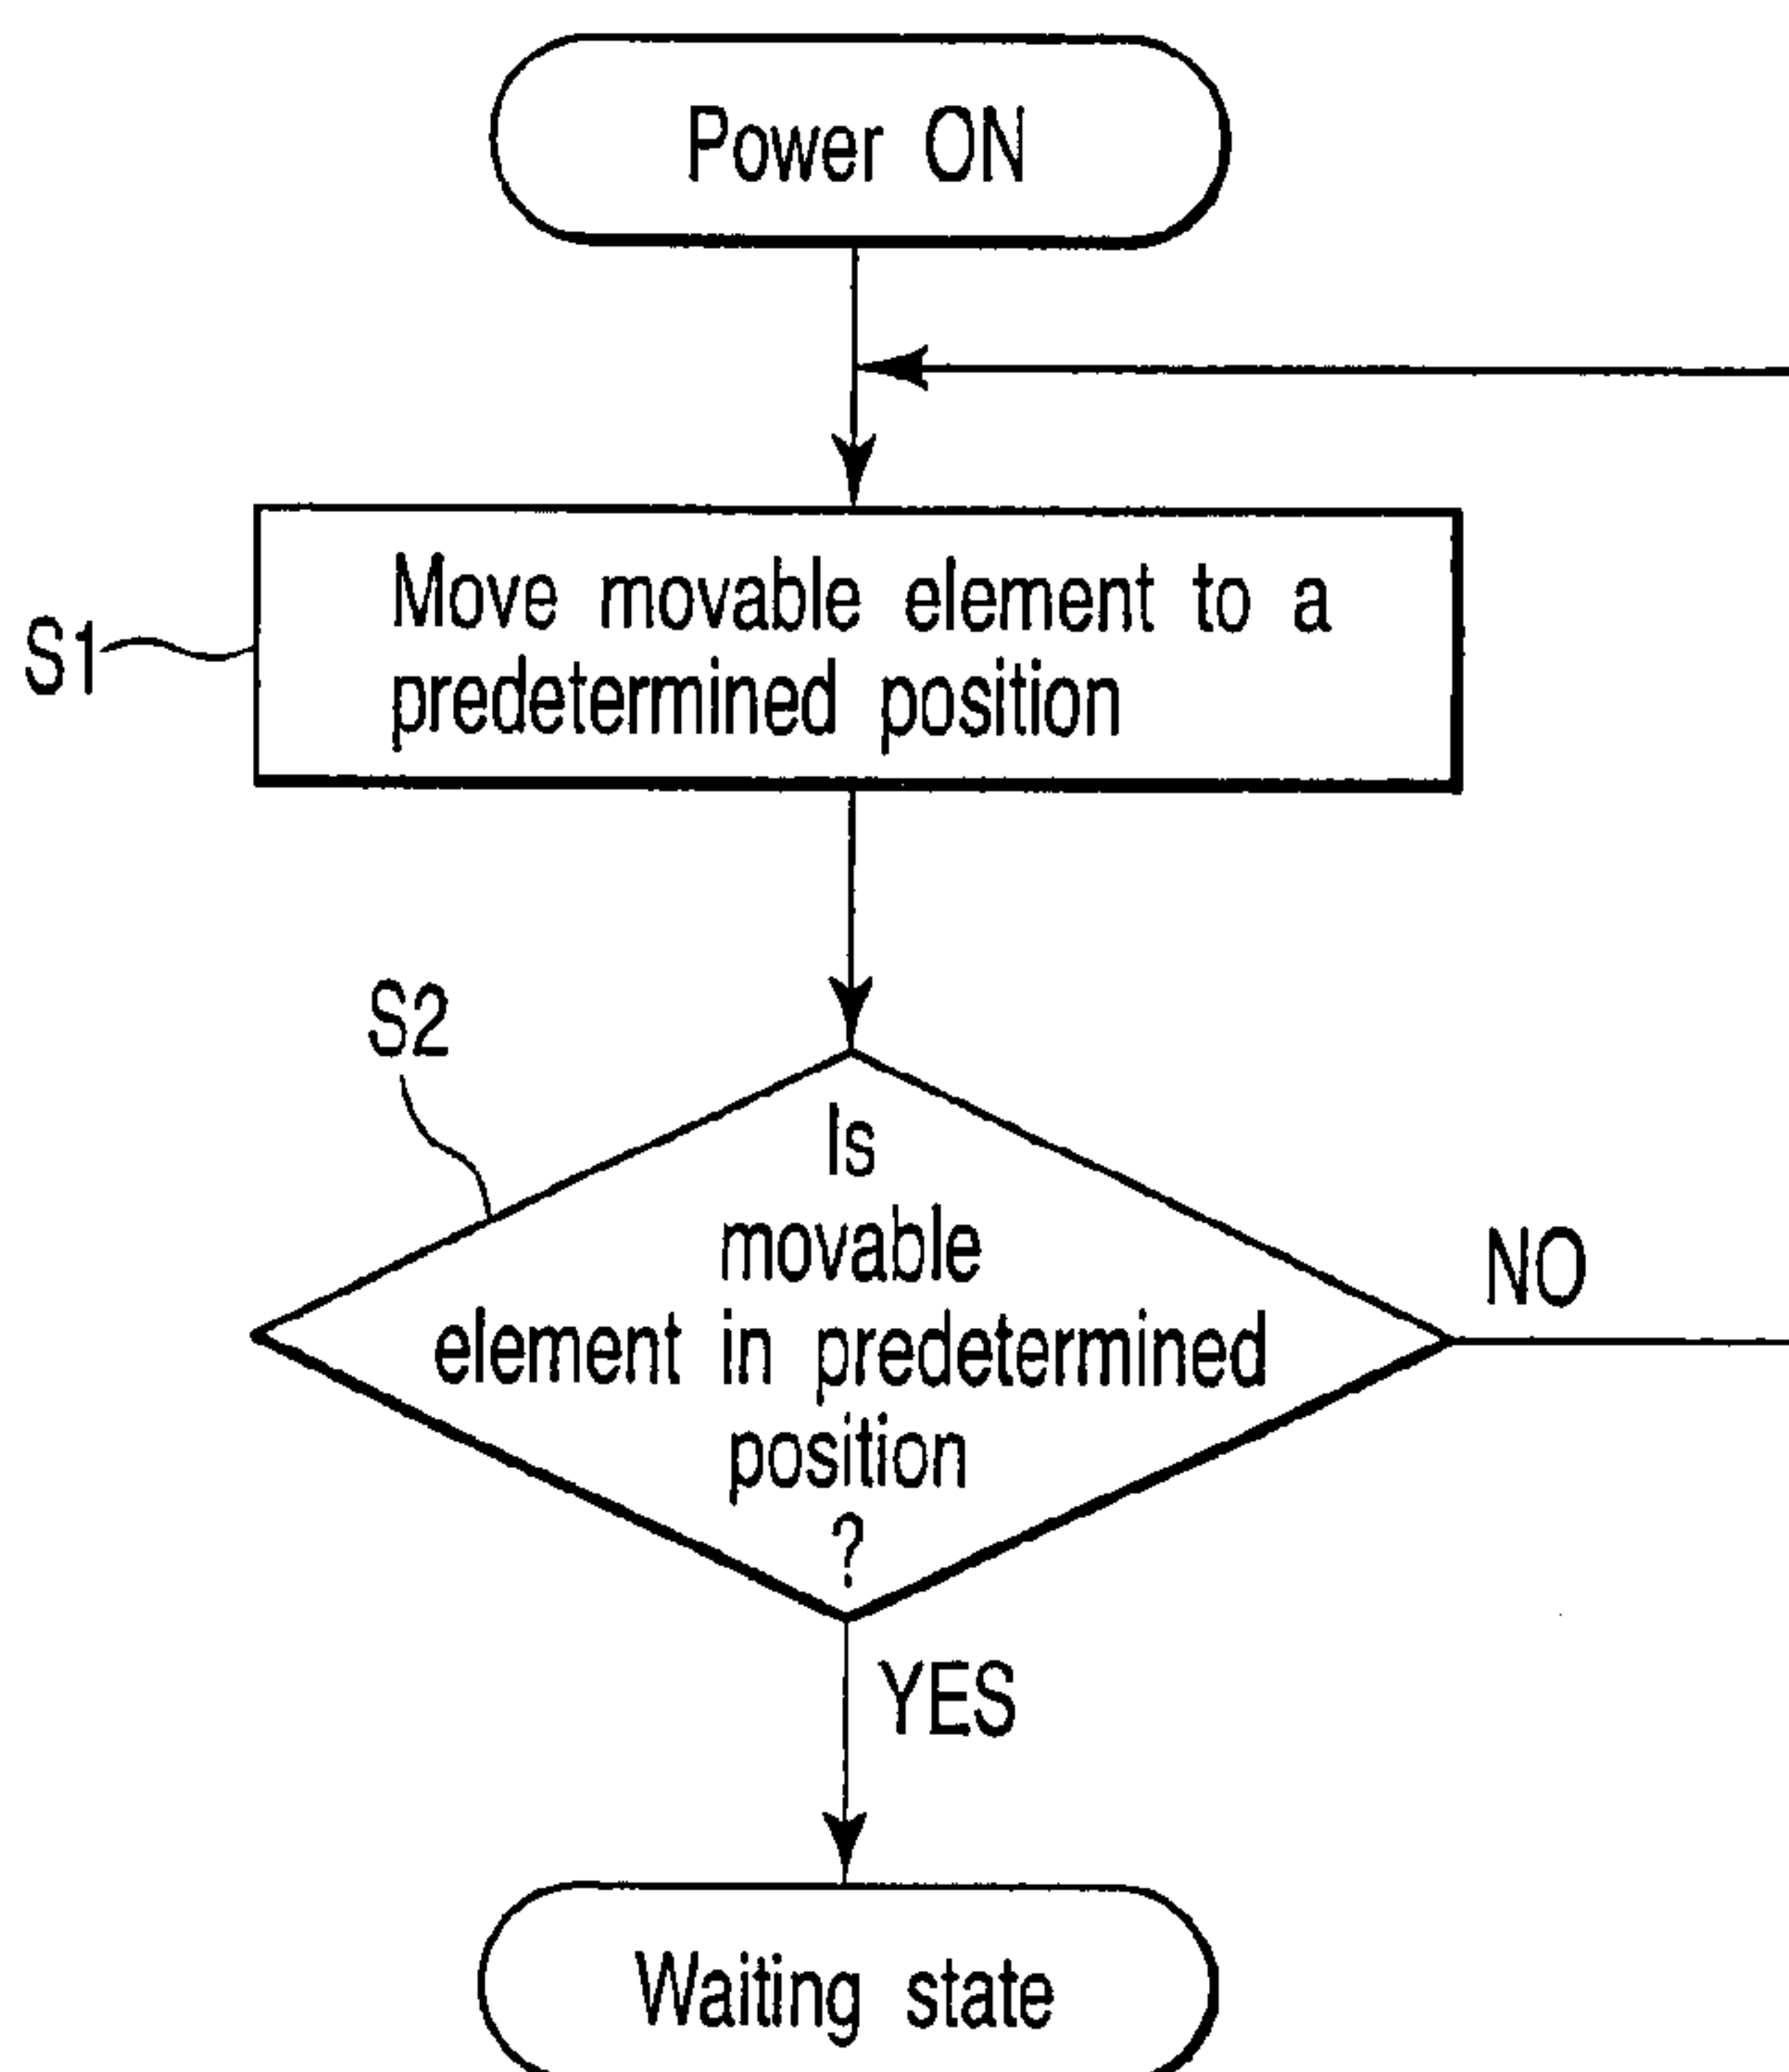 Power ON
S1
Move movable element to a
predetermined position
S2
Is
movable
element in predetermined
position
?
NO
YES
Waiting state